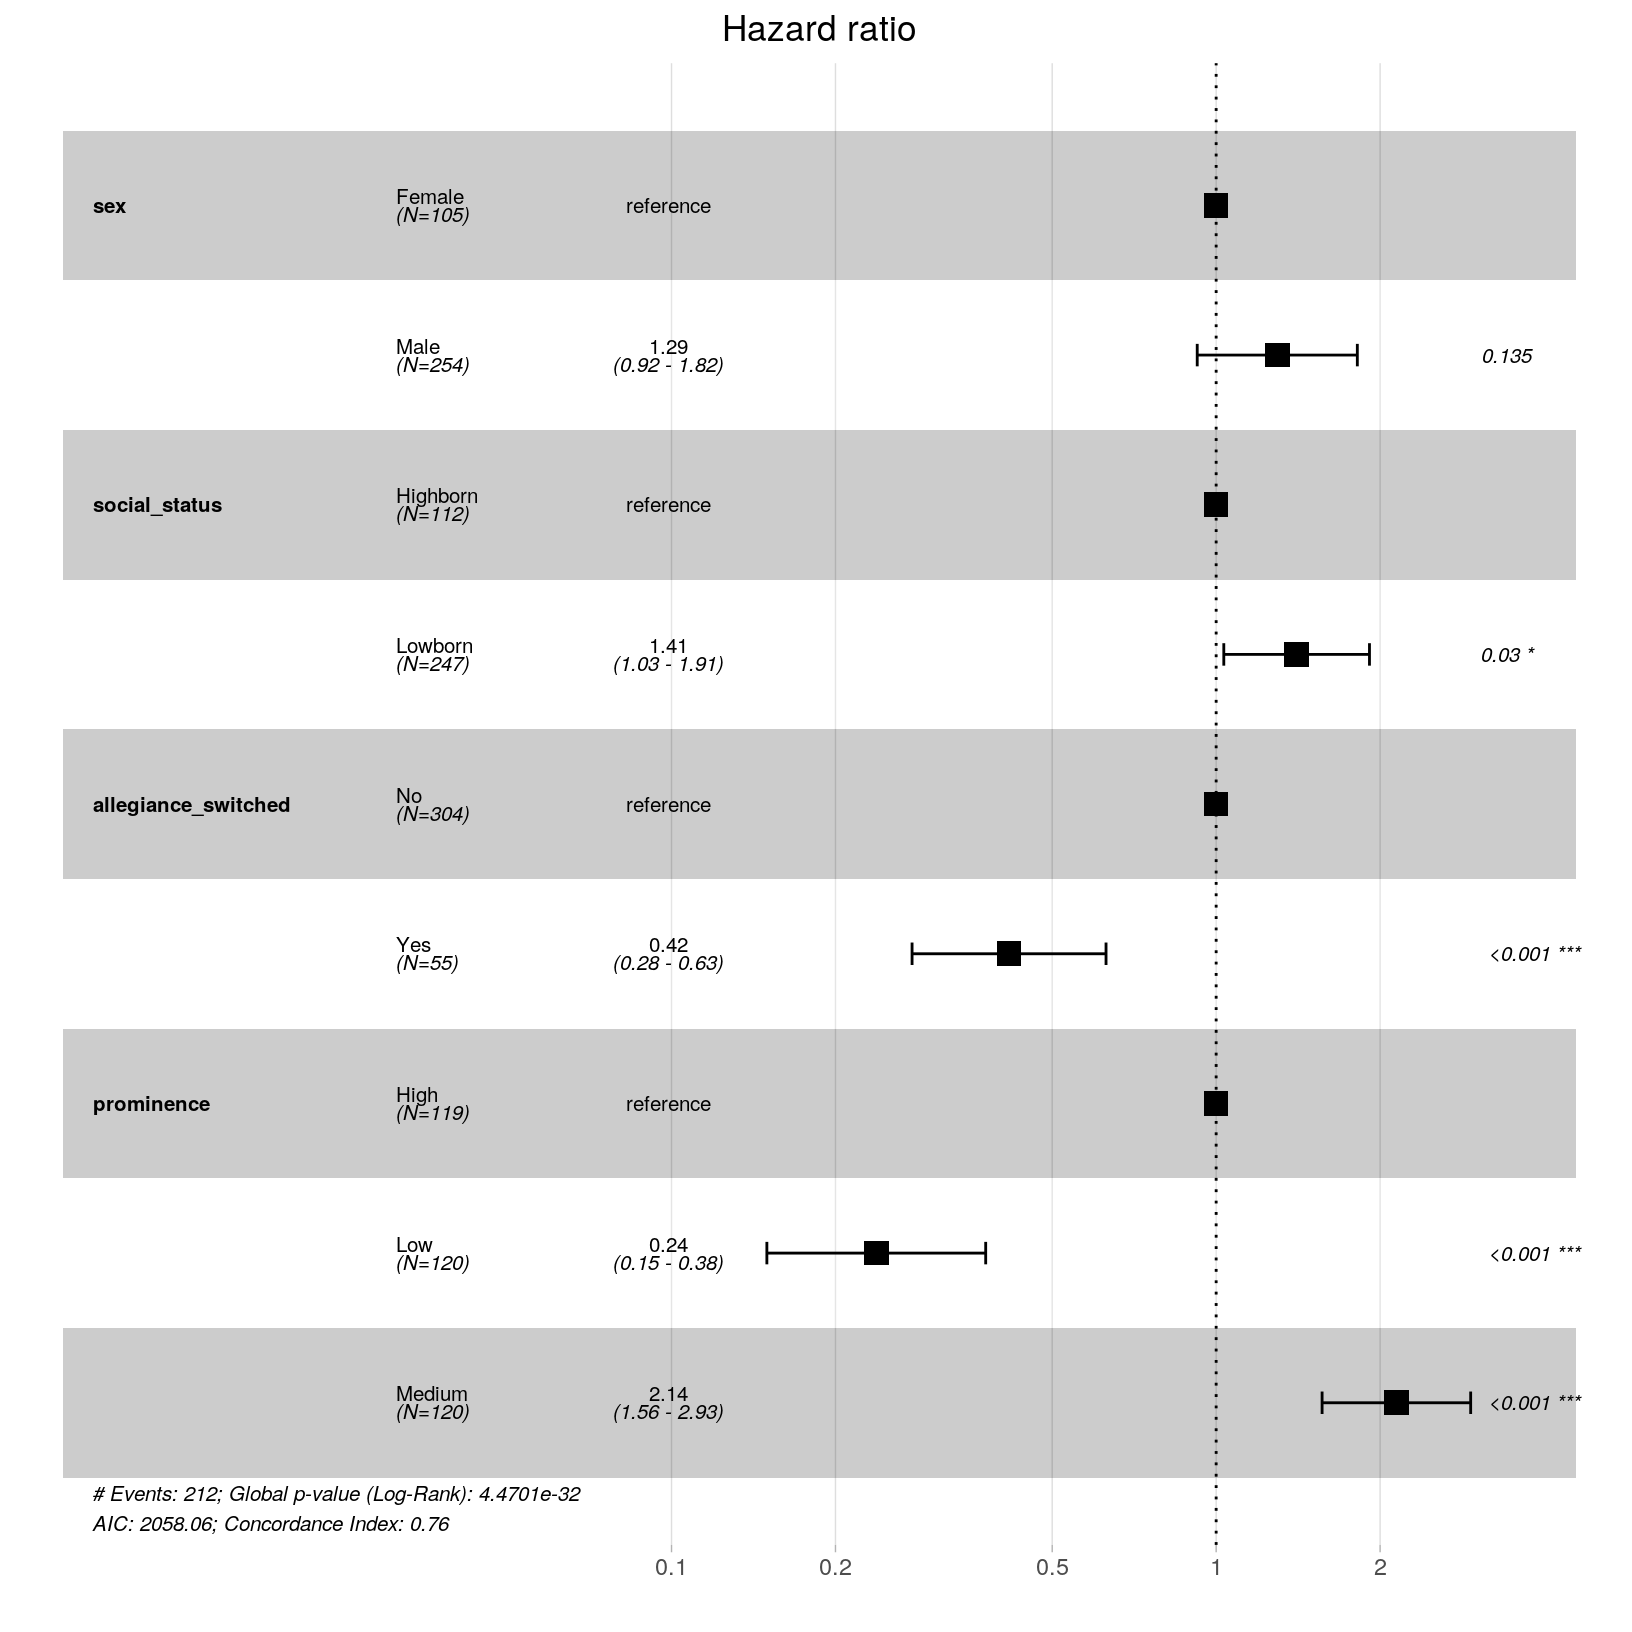 Hazard ratio
sex
Female
(N=105)
reference
Male
(N=254)
1.29
(0.92 - 1.82)
0.135
social_status
Highborn
(N=112)
reference
Lowborn
(N=247)
1.41
(1.03 - 1.91)
0.03 *
allegiance_switched
No
(N=304)
reference
Yes
(N=55)
0.42
(0.28 - 0.63)
<0.001 ***
prominence
High
(N=119)
reference
Low
(N=120)
0.24
(0.15 - 0.38)
<0.001 ***
Medium
(N=120)
2.14
(1.56 - 2.93)
<0.001 ***
# Events: 212; Global p-value (Log-Rank): 4.4701e-32
AIC: 2058.06; Concordance Index: 0.76
0.1 0.2 0.5 1 2